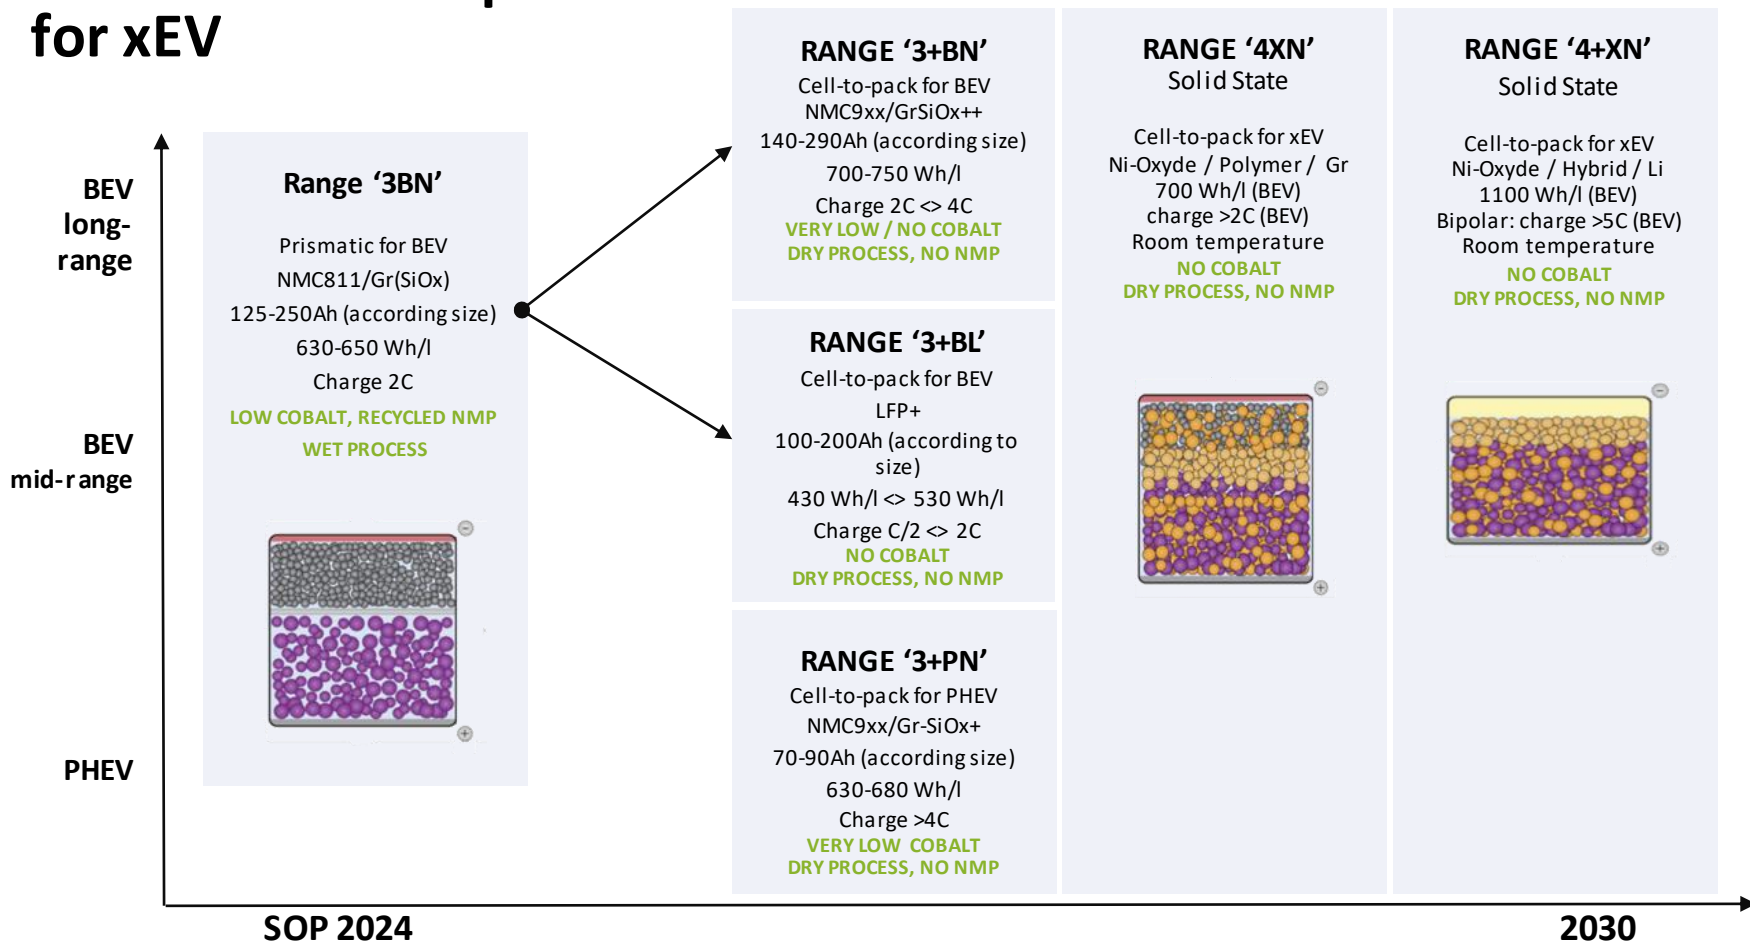 for xEV
BEV
long-
range
BEV
mid-range
PHEV
Range ‘3BN’
Prismatic for BEV
NMC811/Gr(SiOx)
125-250Ah (according size)
630-650 Wh/l
Charge 2C
LOW COBALT, RECYCLED NMP
WET PROCESS
RANGE ‘3+BN’
Cell-to-pack for BEV
NMC9xx/GrSiOx++
140-290Ah (according size)
700-750 Wh/l
Charge 2C <> 4C
VERY LOW / NO COBALT
DRY PROCESS, NO NMP
RANGE ‘3+BL’
Cell-to-pack for BEV
LFP+
100-200Ah (according to
size)
430 Wh/l <> 530 Wh/l
Charge C/2 <> 2C
NO COBALT
DRY PROCESS, NO NMP
RANGE ‘3+PN’
Cell-to-pack for PHEV
NMC9xx/Gr-SiOx+
70-90Ah (according size)
630-680 Wh/l
Charge >4C
VERY LOW COBALT
DRY PROCESS, NO NMP
RANGE ‘4XN’
Solid State
Cell-to-pack for xEV
Ni-Oxyde / Polymer / Gr
700 Wh/l (BEV)
charge >2C (BEV)
Room temperature
NO COBALT
DRY PROCESS, NO NMP
RANGE ‘4+XN’
Solid State
Cell-to-pack for xEV
Ni-Oxyde / Hybrid / Li
1100 Wh/l (BEV)
Bipolar: charge >5C (BEV)
Room temperature
NO COBALT
DRY PROCESS, NO NMP
SOP 2024
2030